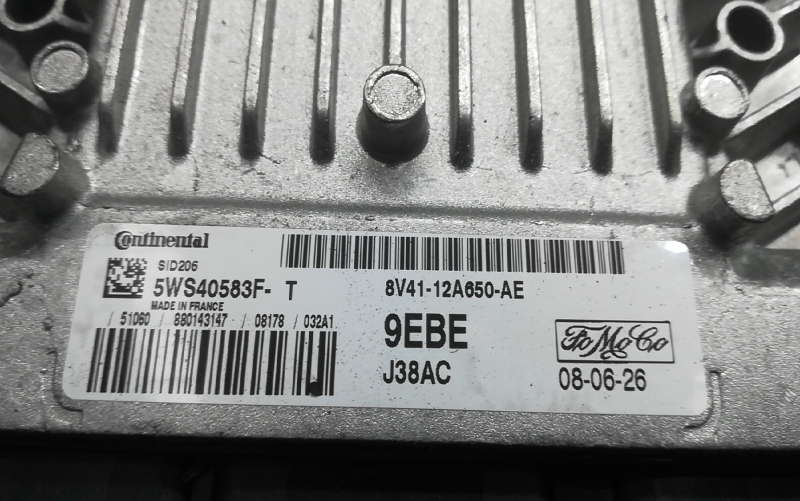 Continental
SID206
5WS40583F- T
MADE IN FRANCE
/ 51060 / 880143147 / 08178 / 032A1
8V41-12A650-AE
9EBE
J38AC
FoMoCo
08-06-26